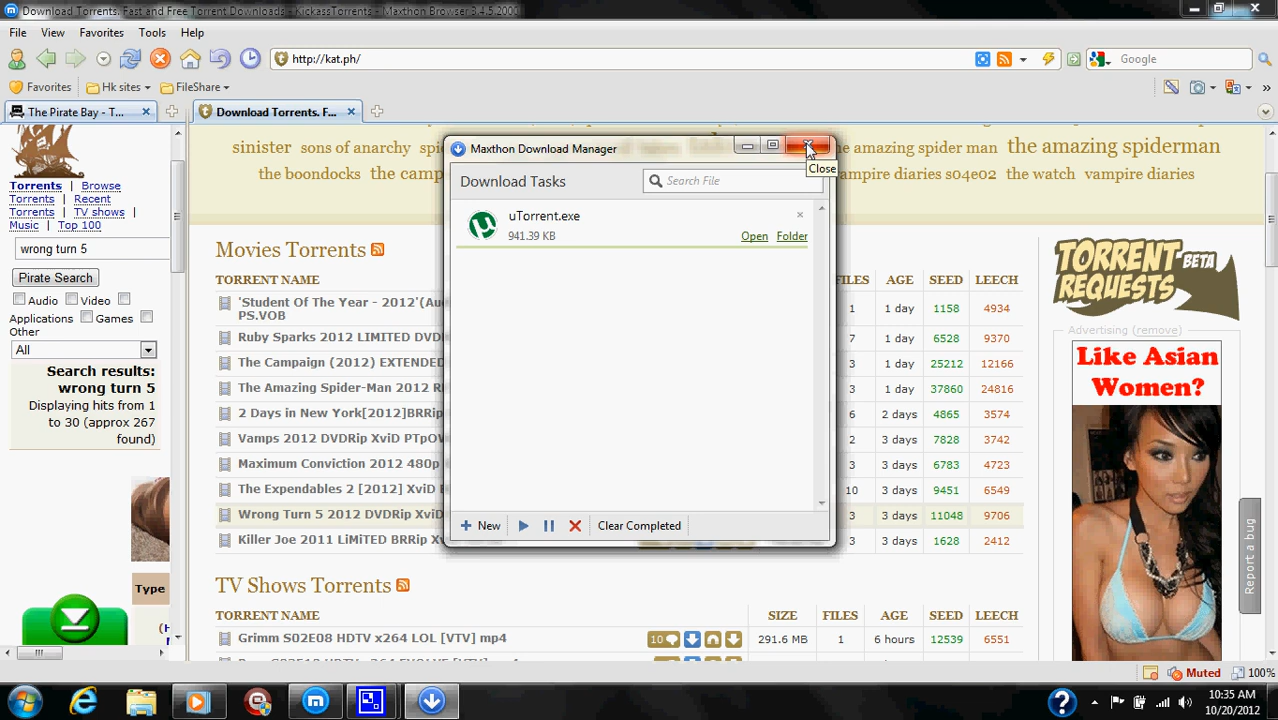 Download Torrents. Fast and Free Torrent Downloads - KickassTorrents - Maxthon Browser 3.4.5.2000
File View Favorites Tools Help
http://kat.ph/
Google
Favorites Hk sites FileShare
The Pirate Bay - T...
Download Torrents. F...
Torrents Browse
Torrents Recent
Torrents TV shows
Music Top 100
wrong turn 5
Pirate Search
Audio Video
Applications Games
Other
All
Search results:
wrong turn 5
Displaying hits from 1
to 30 (approx 267
found)
Type
sinister sons of anarchy
the amazing spider man the amazing spiderman
the boondocks
vampire diaries s04e02 the watch vampire diaries
Maxthon Download Manager
Close
Download Tasks
Search File
uTorrent.exe
941.39 KB
Open Folder
New
Clear Completed
Movies Torrents
TORRENT NAME FILES AGE SEED LEECH
'Student Of The Year - 2012'(Au
PS.VOB
1 1 day 1158 4934
Ruby Sparks 2012 LIMITED DVD
7 1 day 6528 9370
The Campaign (2012) EXTENDED
3 1 day 25212 12166
The Amazing Spider-Man 2012 R
3 1 day 37860 24816
2 Days in New York[2012]BRRip
6 2 days 4865 3574
Vamps 2012 DVDRip XviD PTpOW
2 3 days 7828 3742
Maximum Conviction 2012 480p
3 3 days 6783 4723
The Expendables 2 [2012] XviD
10 3 days 9451 6549
Wrong Turn 5 2012 DVDRip XviD
3 3 days 11048 9706
Killer Joe 2011 LiMiTED BRRip Xv
3 3 days 1628 2412
TV Shows Torrents
TORRENT NAME SIZE FILES AGE SEED LEECH
Grimm S02E08 HDTV x264 LOL [VTV] mp4 10 291.6 MB 1 6 hours 12539 6551
TORRENT BETA
REQUESTS
Advertising (remove)
Like Asian
Women?
Report a bug
Muted 100%
10:35 AM
10/20/2012